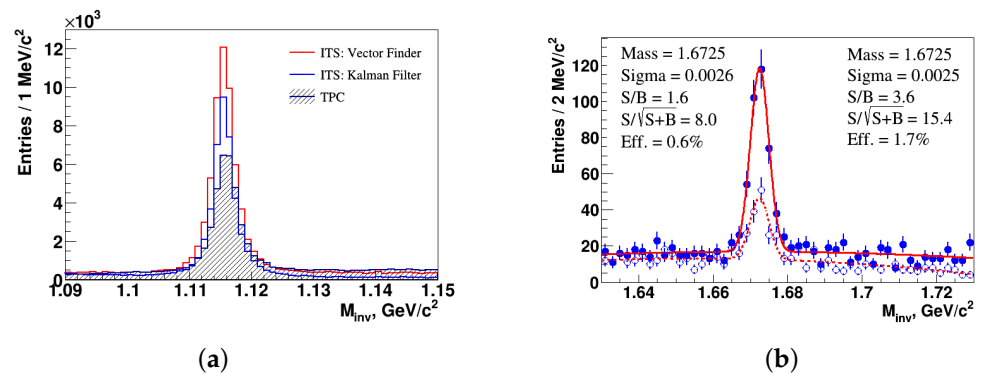 ×10³
Entries / 1 MeV/c²
12
10
8
6
4
2
0
ITS: Vector Finder
ITS: Kalman Filter
TPC
1.09 1.1 1.11 1.12 1.13 1.14 1.15
M_inv, GeV/c²
(a)
Entries / 2 MeV/c²
120
100
80
60
40
20
0
Mass = 1.6725
Sigma = 0.0026
S/B = 1.6
S/√S+B = 8.0
Eff. = 0.6%
Mass = 1.6725
Sigma = 0.0025
S/B = 3.6
S/√S+B = 15.4
Eff. = 1.7%
1.64 1.66 1.68 1.7 1.72
M_inv, GeV/c²
(b)